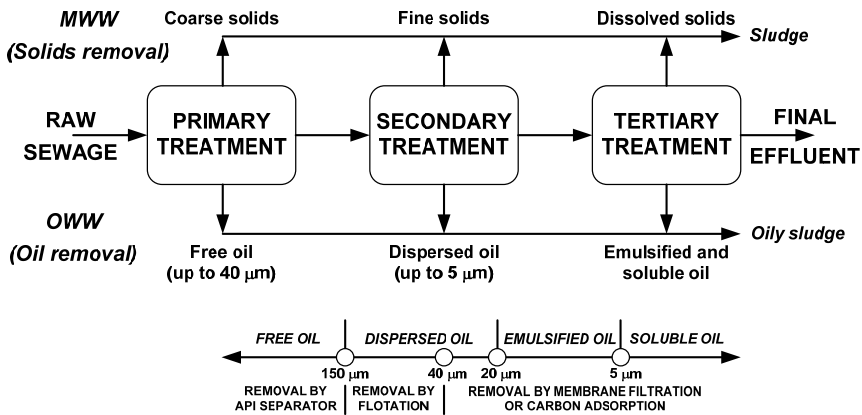 MWW
(Solids removal)
Coarse solids
Fine solids
Dissolved solids
Sludge
RAW
SEWAGE
PRIMARY
TREATMENT
SECONDARY
TREATMENT
TERTIARY
TREATMENT
FINAL
EFFLUENT
OWW
(Oil removal)
Free oil
(up to 40 μm)
Dispersed oil
(up to 5 μm)
Emulsified and
soluble oil
Oily sludge
FREE OIL
DISPERSED OIL
EMULSIFIED OIL
SOLUBLE OIL
150 μm
40 μm
20 μm
5 μm
REMOVAL BY
API SEPARATOR
REMOVAL BY
FLOTATION
REMOVAL BY MEMBRANE FILTRATION
OR CARBON ADSORPTION